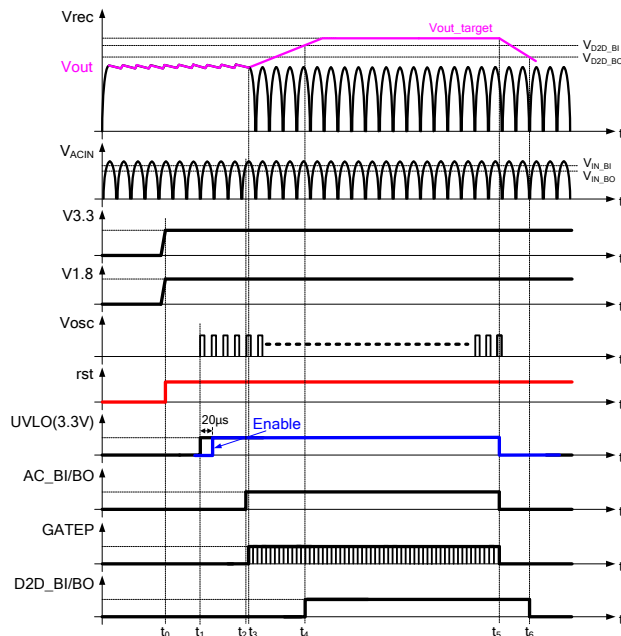 Vrec
Vout_target
V_D2D_BI
V_D2D_BO
Vout
t
V_ACIN
V_IN_BI
V_IN_BO
t
V3.3
t
V1.8
t
Vosc
t
rst
t
UVLO(3.3V)
20µs
Enable
t
AC_BI/BO
t
GATEP
t
D2D_BI/BO
t
t0 t1 t2 t3 t4 t5 t6